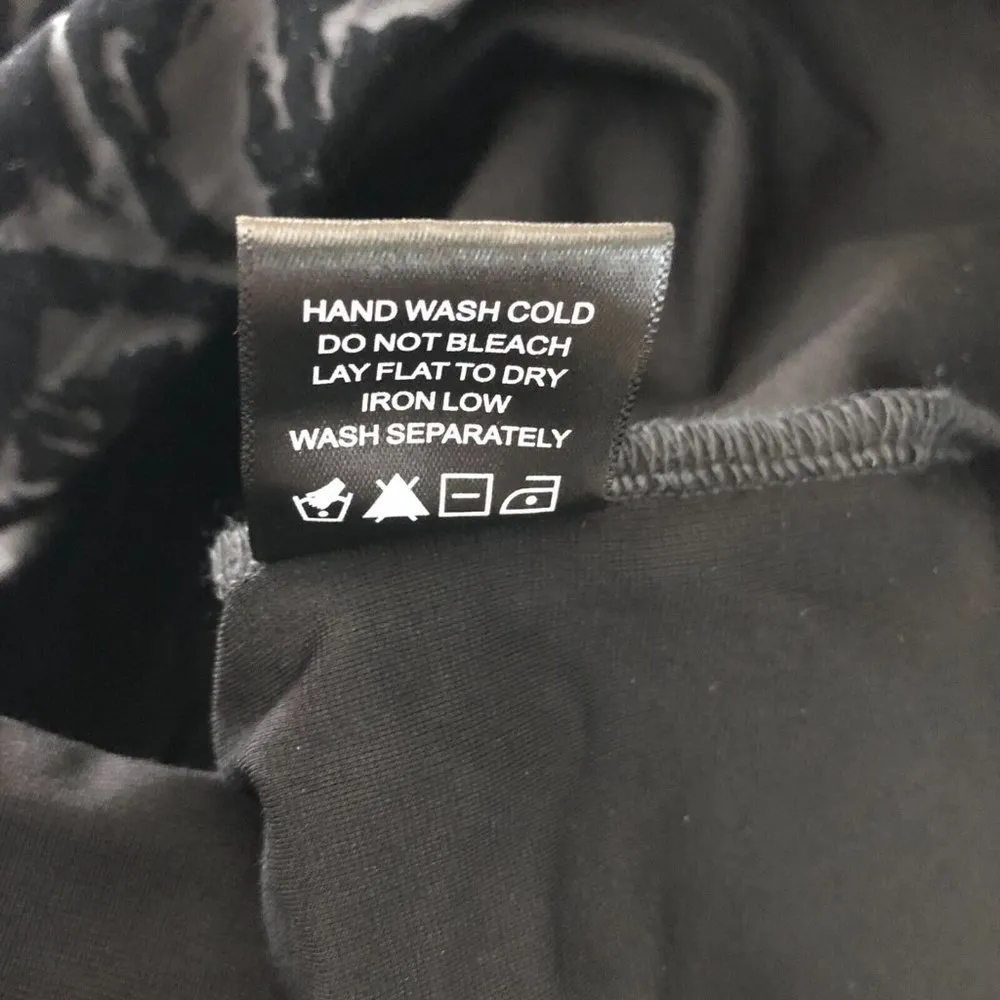 HAND WASH COLD
DO NOT BLEACH
LAY FLAT TO DRY
IRON LOW
WASH SEPARATELY